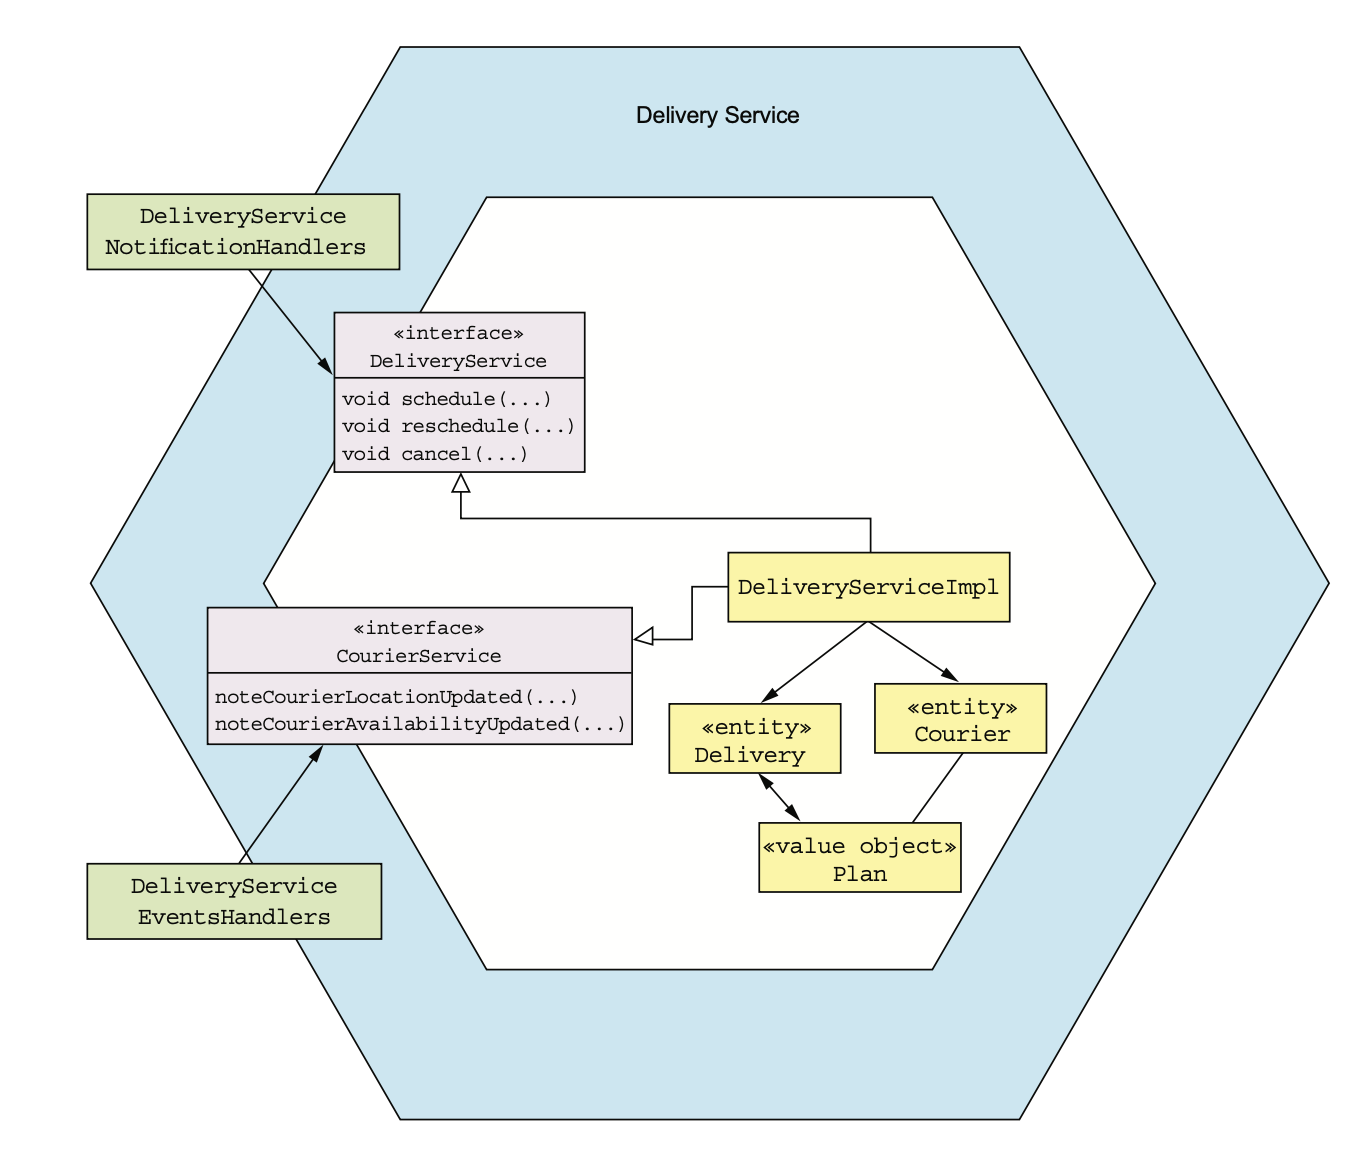 Delivery Service
DeliveryService
NotificationHandlers
«interface»
DeliveryService
void schedule(...)
void reschedule(...)
void cancel(...)
DeliveryServiceImpl
«interface»
CourierService
noteCourierLocationUpdated(...)
noteCourierAvailabilityUpdated(...)
«entity»
Delivery
«entity»
Courier
«value object»
Plan
DeliveryService
EventsHandlers